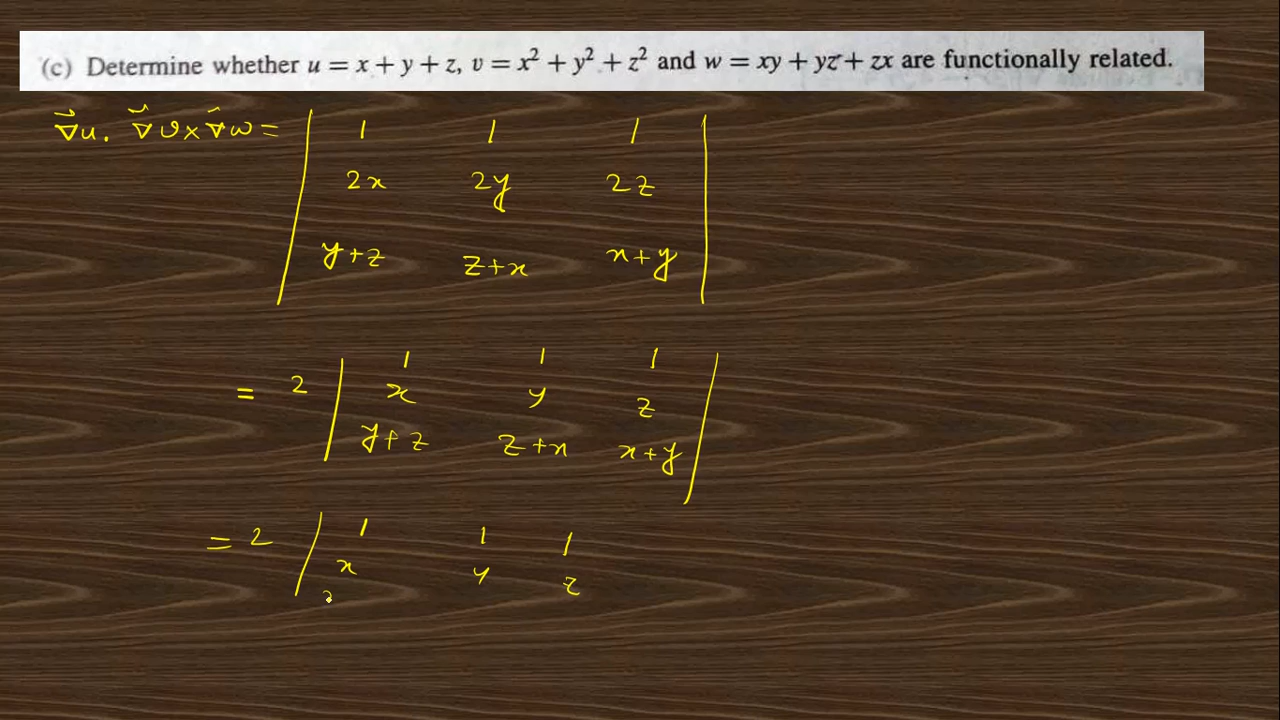 (c) Determine whether u = x + y + z, v = x² + y² + z² and w = xy + yz + zx are functionally related.
∇⃗u. ∇⃗υ×∇⃗w = | 1 1 1 |
2x 2y 2z
y+z z+x x+y
= 2 | 1 1 1 |
x y z
y+z z+x x+y
= 2 | 1 1 1
x y z